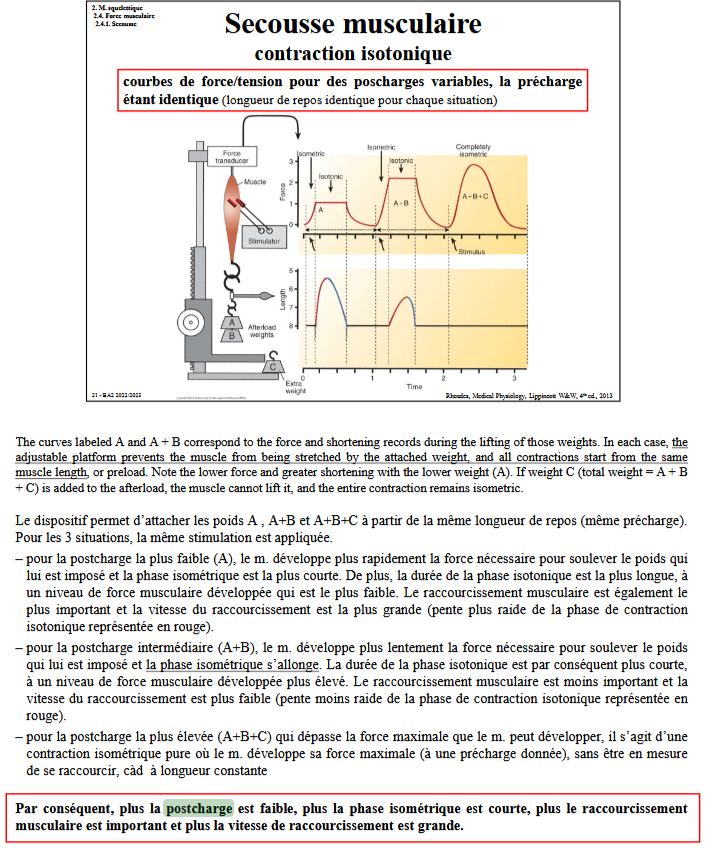 2. M. squelettique
2.4. Force musculaire
2.4.1. Secousse
Secousse musculaire
contraction isotonique
courbes de force/tension pour des poscharges variables, la précharge
étant identique (longueur de repos identique pour chaque situation)
Force
transducer
Muscle
Stimulator
A
B
Afterload
weights
C
Extra
weight
Isometric
Isotonic
Isometric
Isotonic
Completely
isometric
Force
3
2
1
0
A
A+B
A+B+C
Stimulus
Length
5
6
7
8
0
1
2
3
Time
21 - BA2 2022/2023
Rhoades, Medical Physiology, Lippincott W&W, 4th ed., 2013
The curves labeled A and A + B correspond to the force and shortening records during the lifting of those weights. In each case, the
adjustable platform prevents the muscle from being stretched by the attached weight, and all contractions start from the same
muscle length, or preload. Note the lower force and greater shortening with the lower weight (A). If weight C (total weight = A + B
+ C) is added to the afterload, the muscle cannot lift it, and the entire contraction remains isometric.
Le dispositif permet d’attacher les poids A , A+B et A+B+C à partir de la même longueur de repos (même précharge).
Pour les 3 situations, la même stimulation est appliquée.
– pour la postcharge la plus faible (A), le m. développe plus rapidement la force nécessaire pour soulever le poids qui
lui est imposé et la phase isométrique est la plus courte. De plus, la durée de la phase isotonique est la plus longue, à
un niveau de force musculaire développée qui est le plus faible. Le raccourcissement musculaire est également le
plus important et la vitesse du raccourcissement est la plus grande (pente plus raide de la phase de contraction
isotonique représentée en rouge).
– pour la postcharge intermédiaire (A+B), le m. développe plus lentement la force nécessaire pour soulever le poids
qui lui est imposé et la phase isométrique s’allonge. La durée de la phase isotonique est par conséquent plus courte,
à un niveau de force musculaire développée plus élevé. Le raccourcissement musculaire est moins important et la
vitesse du raccourcissement est plus faible (pente moins raide de la phase de contraction isotonique représentée en
rouge).
– pour la postcharge la plus élevée (A+B+C) qui dépasse la force maximale que le m. peut développer, il s’agit d’une
contraction isométrique pure où le m. développe sa force maximale (à une précharge donnée), sans être en mesure
de se raccourcir, càd à longueur constante
Par conséquent, plus la postcharge est faible, plus la phase isométrique est courte, plus le raccourcissement
musculaire est important et plus la vitesse de raccourcissement est grande.